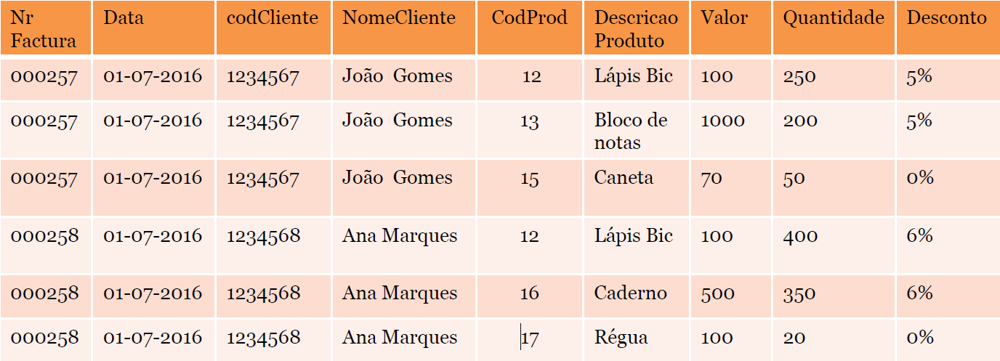 Nr Factura Data codCliente NomeCliente CodProd Descricao Produto Valor Quantidade Desconto
000257 01-07-2016 1234567 João Gomes 12 Lápis Bic 100 250 5%
000257 01-07-2016 1234567 João Gomes 13 Bloco de notas 1000 200 5%
000257 01-07-2016 1234567 João Gomes 15 Caneta 70 50 0%
000258 01-07-2016 1234568 Ana Marques 12 Lápis Bic 100 400 6%
000258 01-07-2016 1234568 Ana Marques 16 Caderno 500 350 6%
000258 01-07-2016 1234568 Ana Marques 17 Régua 100 20 0%